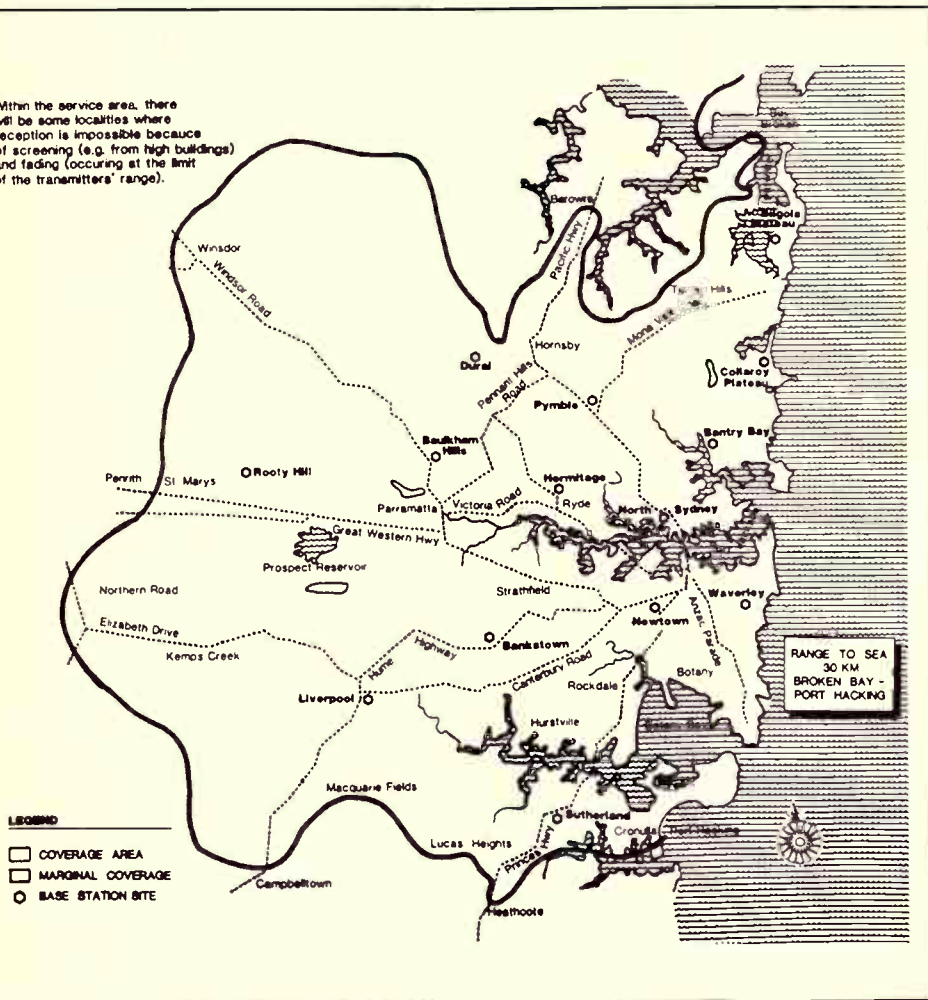 Within the service area, there
will be some localities where
reception is impossible becauce
of screening (e.g. from high buildings)
and fading (occuring at the limit
of the transmitters' range).
Berowra
Pacific Hwy
Winsdor
Windsor Road
Mona Vale
Hills
Hornsby
Dural
Pennant Hills
Road
Collaroy
Plateau
Pymble
Bantry Bay
Baulkham
Hills
Rooty Hill
Penrith
St Marys
Hermitage
Parramatta
Victoria Road
Ryde
North Sydney
Great Western Hwy
Prospect Reservoir
Northern Road
Strathfield
Waverley
Newtown
Anzac Parade
Elizabeth Drive
Kemps Creek
Bankstown
Hume
Highway
Canterbury Road
Rockdale
Botany
RANGE TO SEA
30 KM
BROKEN BAY -
PORT HACKING
Liverpool
Hurstville
Macquarie Fields
Sutherland
Cronulla
Port Hacking
Lucas Heights
Princes Hwy
LEGEND
COVERAGE AREA
MARGINAL COVERAGE
BASE STATION SITE
Campbelltown
Heathcote